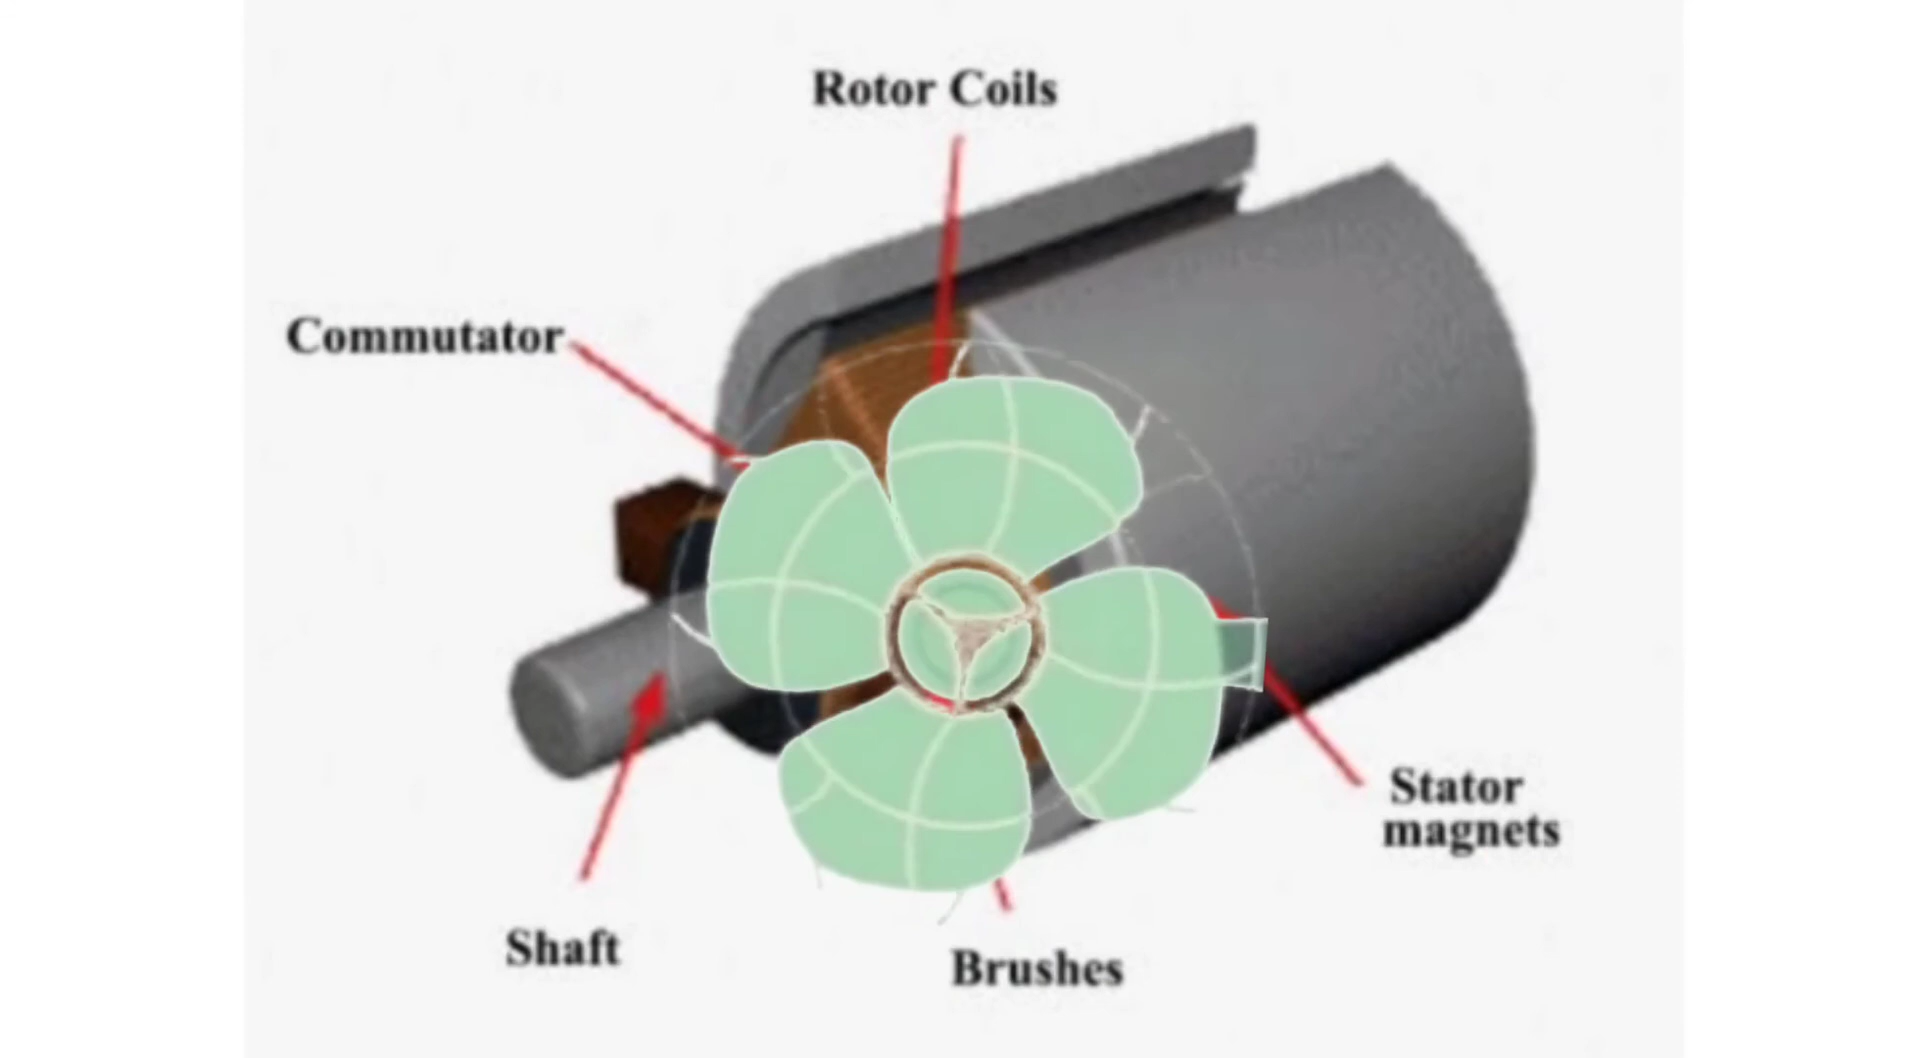 Rotor Coils
Commutator
Stator
magnets
Shaft
Brushes